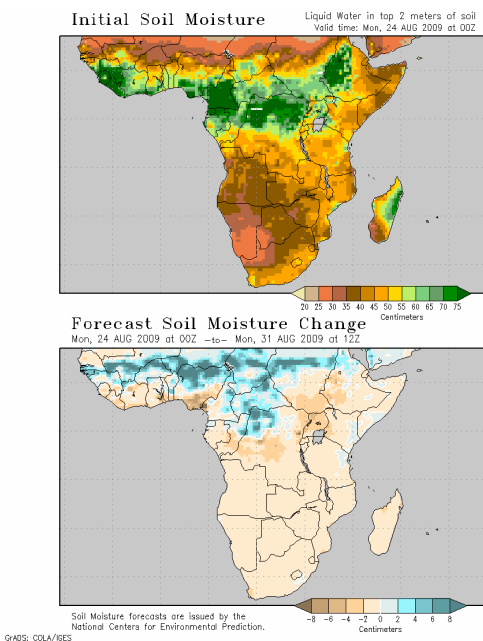 Initial Soil Moisture
Liquid Water in top 2 meters of soil
Valid time: Mon, 24 AUG 2009 at 00Z
20 25 30 35 40 45 50 55 60 65 70 75
Centimeters
Forecast Soil Moisture Change
Mon, 24 AUG 2009 at 00Z -to- Mon, 31 AUG 2009 at 12Z
Soil Moisture forecasts are issued by the
National Centers for Environmental Prediction.
-8 -6 -4 -2 0 2 4 6 8
Centimeters
GrADS: COLA/IGES